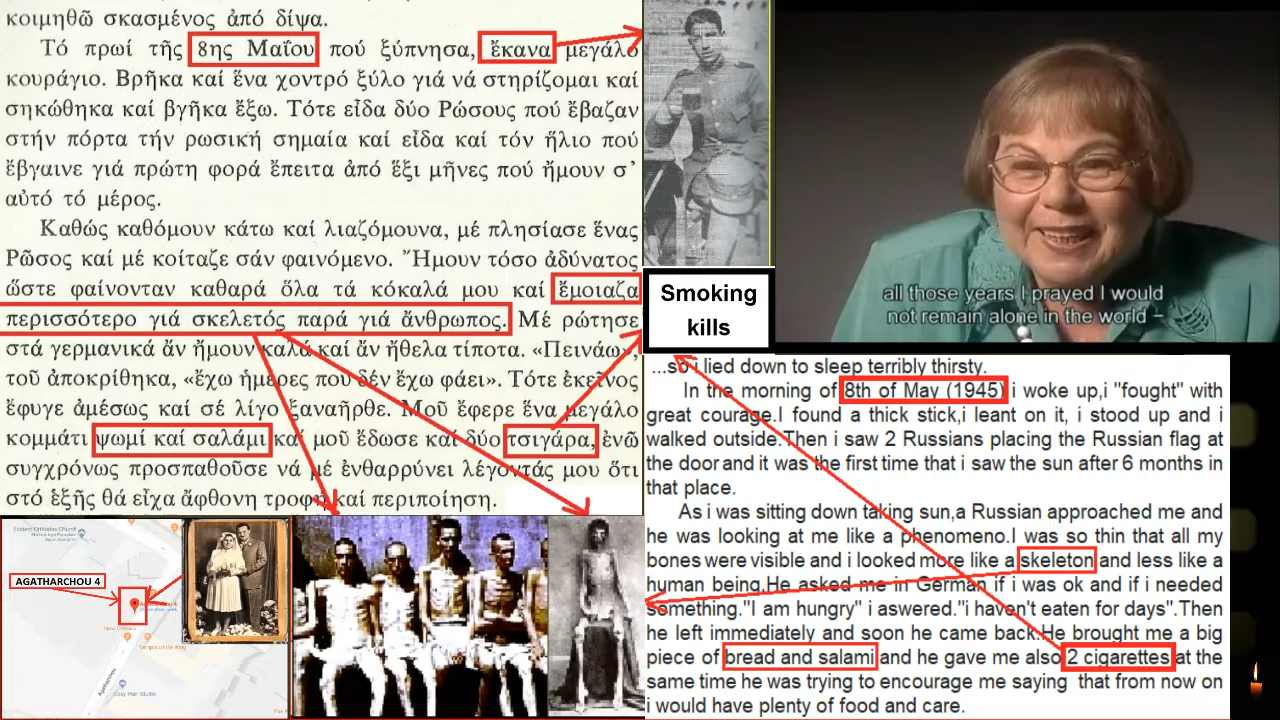 κοιμηθῶ σκασμένος ἀπό δίψα.
Τό πρωί τῆς 8ης Μαΐου πού ξύπνησα, ἔκανα μεγάλο
κουράγιο. Βρῆκα καί ἕνα χοντρό ξύλο γιά νά στηρίζομαι καί
σηκώθηκα καί βγῆκα ἔξω. Τότε εἶδα δύο Ρώσους πού ἔβαζαν
στήν πόρτα τήν ρωσική σημαία καί εἶδα καί τόν ἥλιο πού
ἔβγαινε γιά πρώτη φορά ἔπειτα ἀπό ἕξι μῆνες πού ἤμουν σ'
αὐτό τό μέρος.
Καθώς καθόμουν κάτω καί λιαζόμουνα, μέ πλησίασε ἕνας
Ρῶσος καί μέ κοίταζε σάν φαινόμενο. Ἤμουν τόσο ἀδύνατος
ὥστε φαίνονταν καθαρά ὅλα τά κόκαλά μου καί ἔμοιαζα
περισσότερο γιά σκελετός παρά γιά ἄνθρωπος. Μέ ρώτησε
στά γερμανικά ἄν ἤμουν καλά καί ἄν ἤθελα τίποτα. «Πεινάω»,
τοῦ ἀποκρίθηκα, «ἔχω ἡμέρες πού δέν ἔχω φάει». Τότε ἐκεῖνος
ἔφυγε ἀμέσως καί σέ λίγο ξαναῆρθε. Μοῦ ἔφερε ἕνα μεγάλο
κομμάτι ψωμί καί σαλάμι καί μοῦ ἔδωσε καί δύο τσιγάρα, ἐνῶ
συγχρόνως προσπαθοῦσε νά μέ ἐνθαρρύνει λέγοντάς μου ὅτι
στό ἑξῆς θά εἶχα ἄφθονη τροφή καί περιποίηση.
Smoking
kills
all those years I prayed I would
not remain alone in the world –
...so i lied down to sleep terribly thirsty.
In the morning of 8th of May (1945) i woke up,i "fought" with
great courage.I found a thick stick,i leant on it, i stood up and i
walked outside.Then i saw 2 Russians placing the Russian flag at
the door and it was the first time that i saw the sun after 6 months in
that place.
As i was sitting down taking sun,a Russian approached me and
he was looking at me like a phenomeno.I was so thin that all my
bones were visible and i looked more like a skeleton and less like a
human being.He asked me in German if i was ok and if i needed
something."I am hungry" i aswered."i haven't eaten for days".Then
he left immediately and soon he came back.He brought me a big
piece of bread and salami and he gave me also 2 cigarettes at the
same time he was trying to encourage me saying that from now on
i would have plenty of food and care.
AGATHARCHOU 4